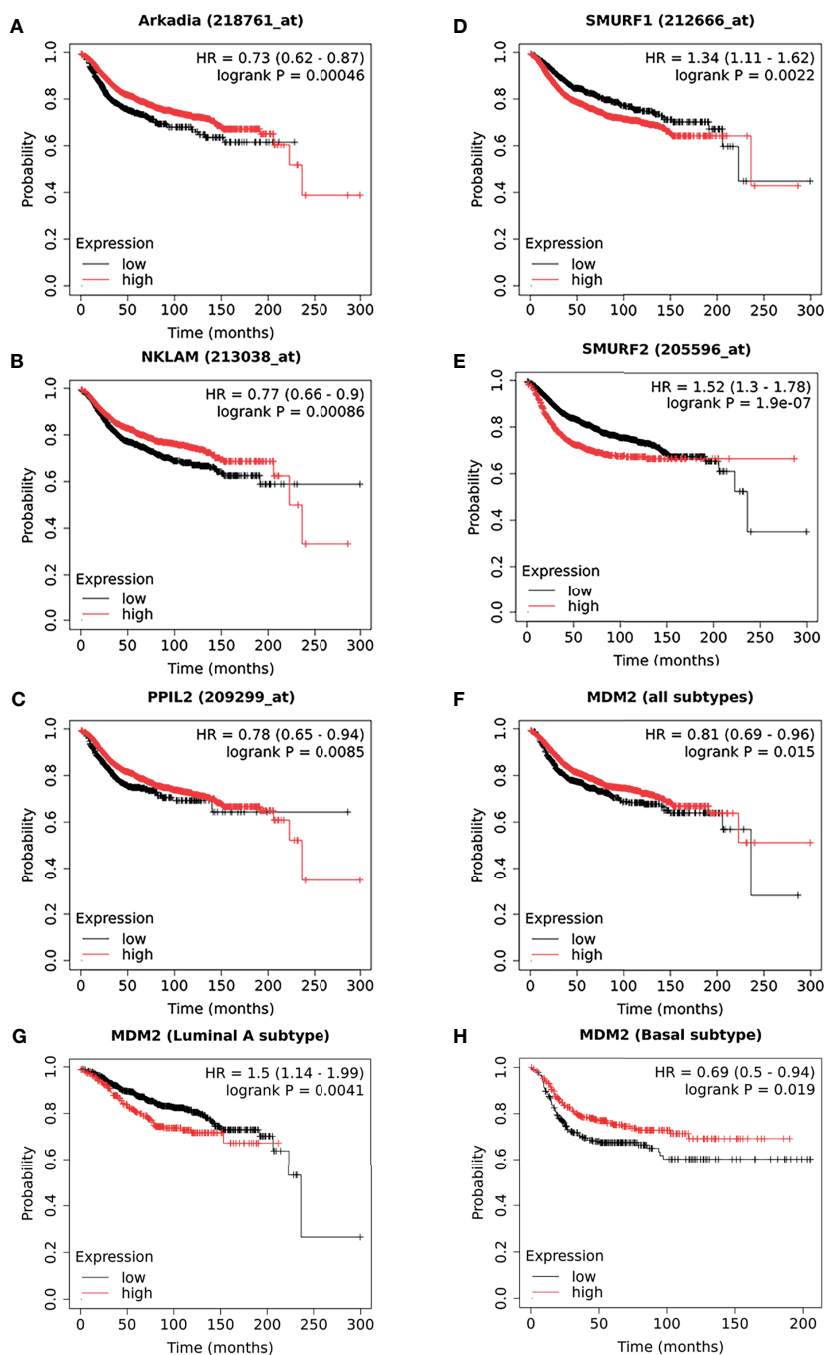 A
Arkadia (218761_at)
HR = 0.73 (0.62 - 0.87)
logrank P = 0.00046
Probability
1.0
0.8
0.6
0.4
0.2
0.0
Expression
low
high
0 50 100 150 200 250 300
Time (months)
D
SMURF1 (212666_at)
HR = 1.34 (1.11 - 1.62)
logrank P = 0.0022
Probability
1.0
0.8
0.6
0.4
0.2
0.0
Expression
low
high
0 50 100 150 200 250 300
Time (months)
B
NKLAM (213038_at)
HR = 0.77 (0.66 - 0.9)
logrank P = 0.00086
Probability
1.0
0.8
0.6
0.4
0.2
0.0
Expression
low
high
0 50 100 150 200 250 300
Time (months)
E
SMURF2 (205596_at)
HR = 1.52 (1.3 - 1.78)
logrank P = 1.9e-07
Probability
1.0
0.8
0.6
0.4
0.2
0.0
Expression
low
high
0 50 100 150 200 250 300
Time (months)
C
PPIL2 (209299_at)
HR = 0.78 (0.65 - 0.94)
logrank P = 0.0085
Probability
1.0
0.8
0.6
0.4
0.2
0.0
Expression
low
high
0 50 100 150 200 250 300
Time (months)
F
MDM2 (all subtypes)
HR = 0.81 (0.69 - 0.96)
logrank P = 0.015
Probability
1.0
0.8
0.6
0.4
0.2
0.0
Expression
low
high
0 50 100 150 200 250 300
Time (months)
G
MDM2 (Luminal A subtype)
HR = 1.5 (1.14 - 1.99)
logrank P = 0.0041
Probability
1.0
0.8
0.6
0.4
0.2
0.0
Expression
low
high
0 50 100 150 200 250 300
Time (months)
H
MDM2 (Basal subtype)
HR = 0.69 (0.5 - 0.94)
logrank P = 0.019
Probability
1.0
0.8
0.6
0.4
0.2
0.0
Expression
low
high
0 50 100 150 200
Time (months)